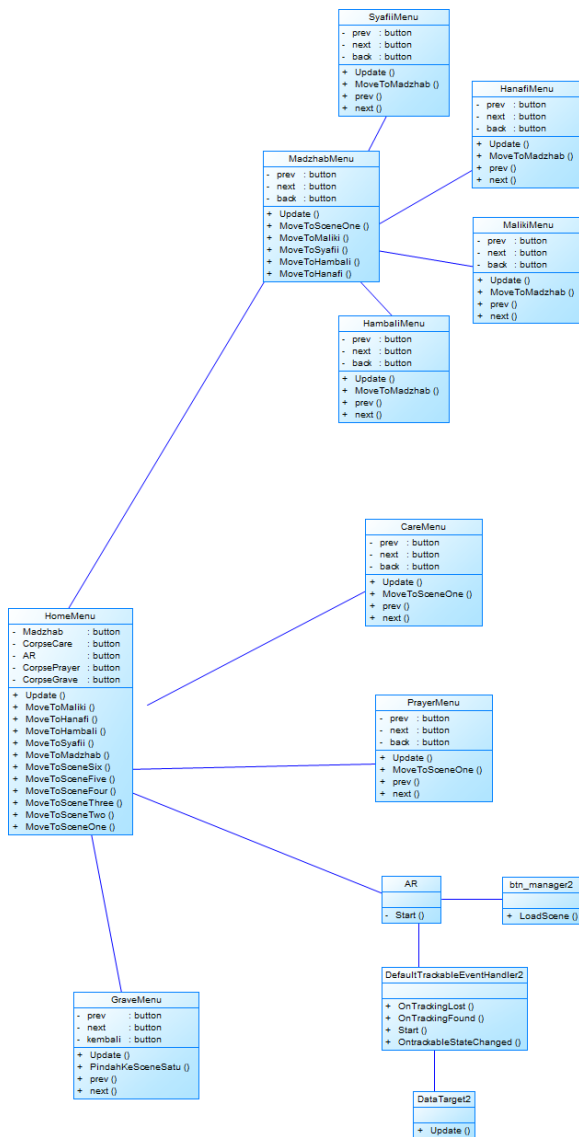 SyafiiMenu
- prev : button
- next : button
- back : button
+ Update ()
+ MoveToMadzhab ()
+ prev ()
+ next ()
HanafiMenu
- prev : button
- next : button
- back : button
+ Update ()
+ MoveToMadzhab ()
+ prev ()
+ next ()
MadzhabMenu
- prev : button
- next : button
- back : button
+ Update ()
+ MoveToSceneOne ()
+ MoveToMaliki ()
+ MoveToSyafii ()
+ MoveToHambali ()
+ MoveToHanafi ()
MalikiMenu
- prev : button
- next : button
- back : button
+ Update ()
+ MoveToMadzhab ()
+ prev ()
+ next ()
HambaliMenu
- prev : button
- next : button
- back : button
+ Update ()
+ MoveToMadzhab ()
+ prev ()
+ next ()
CareMenu
- prev : button
- next : button
- back : button
+ Update ()
+ MoveToSceneOne ()
+ prev ()
+ next ()
HomeMenu
- Madzhab : button
- CorpseCare : button
- AR : button
- CorpsePrayer : button
- CorpseGrave : button
+ Update ()
+ MoveToMaliki ()
+ MoveToHanafi ()
+ MoveToHambali ()
+ MoveToSyafii ()
+ MoveToMadzhab ()
+ MoveToSceneSix ()
+ MoveToSceneFive ()
+ MoveToSceneFour ()
+ MoveToSceneThree ()
+ MoveToSceneTwo ()
+ MoveToSceneOne ()
PrayerMenu
- prev : button
- next : button
- back : button
+ Update ()
+ MoveToSceneOne ()
+ prev ()
+ next ()
AR
- Start ()
btn_manager2
+ LoadScene ()
DefaultTrackableEventHandler2
+ OnTrackingLost ()
+ OnTrackingFound ()
+ Start ()
+ OntrackableStateChanged ()
GraveMenu
- prev : button
- next : button
- kembali : button
+ Update ()
+ PindahKeSceneSatu ()
+ prev ()
+ next ()
DataTarget2
+ Update ()